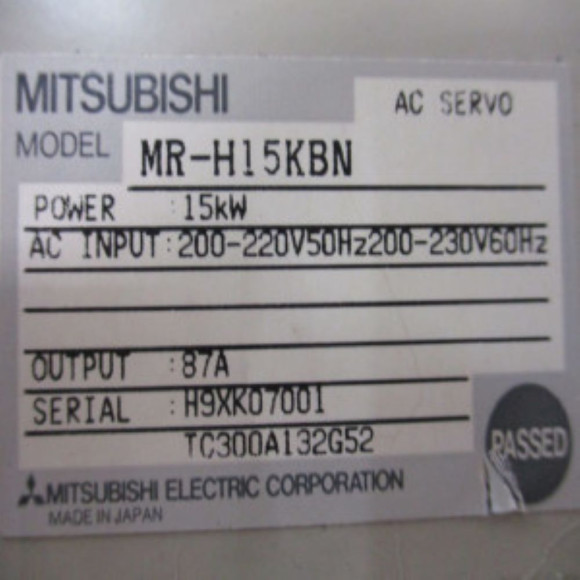 MITSUBISHI
AC SERVO
MODEL MR-H15KBN
POWER :15kW
AC INPUT:200-220V50Hz200-230V60Hz
OUTPUT :87A
SERIAL :H9XK07001
TC300A132G52
PASSED
MITSUBISHI ELECTRIC CORPORATION
MADE IN JAPAN